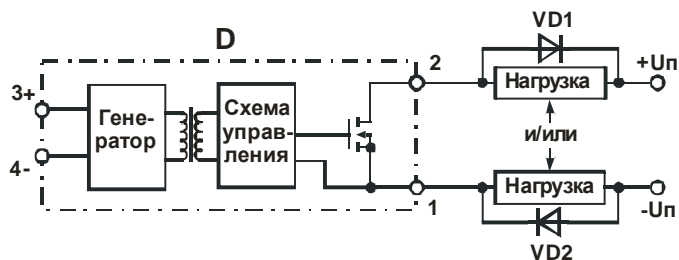 D
VD1
2
+Uп
Нагрузка
3+
4-
Гене-
ратор
Схема
управ-
ления
и/или
Нагрузка
1
-Uп
VD2